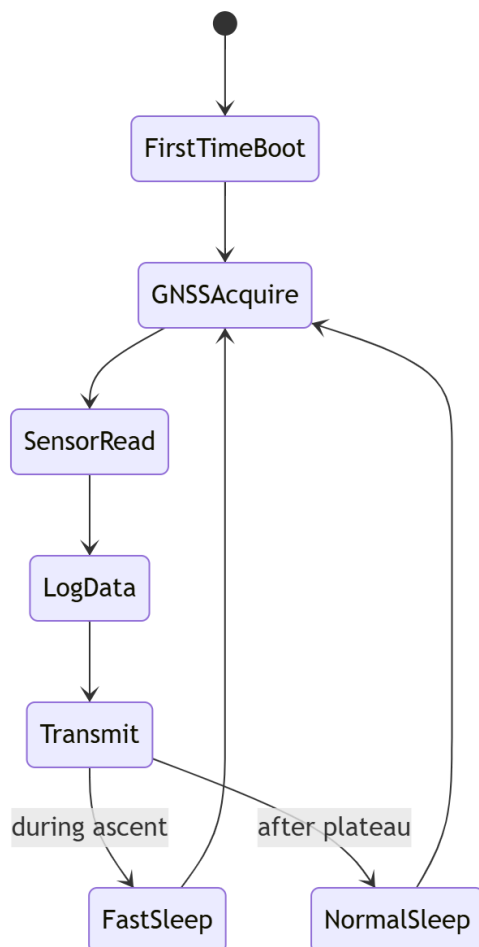 FirstTimeBoot
GNSSAcquire
SensorRead
LogData
Transmit
during ascent
after plateau
FastSleep
NormalSleep